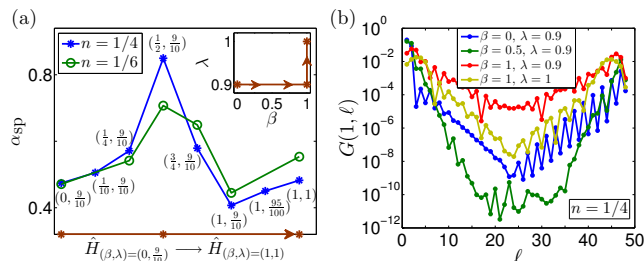 (a)
n = 1/4
n = 1/6
(1/2, 9/10)
1
λ
0.9
0 0.5 1
β
0.8
α_sp
0.4
(1/4, 9/10)
(3/4, 9/10)
(0, 9/10)
(1/10, 9/10)
(1, 9/10)
(1, 95/100)
(1, 1)
Ĥ_(β,λ)=(0,9/10) ⟶ Ĥ_(β,λ)=(1,1)
(b)
10^0
10^−2
10^−4
10^−6
10^−8
10^−10
10^−12
G(1, ℓ)
β=0, λ=0.9
β=0.5, λ=0.9
β=1, λ=0.9
β=1, λ=1
n = 1/4
0 10 20 30 40 50
ℓ